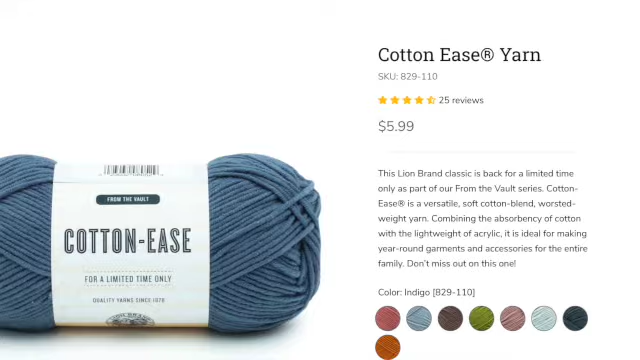 Cotton Ease® Yarn
SKU: 829-110
25 reviews
$5.99
This Lion Brand classic is back for a limited time
only as part of our From the Vault series. Cotton-
Ease® is a versatile, soft cotton-blend, worsted-
weight yarn. Combining the absorbency of cotton
with the lightweight of acrylic, it is ideal for making
year-round garments and accessories for the entire
family. Don't miss out on this one!
Color: Indigo [829-110]
FROM THE VAULT
COTTON-EASE
FOR A LIMITED TIME ONLY
QUALITY YARNS SINCE 1878
LION BRAND